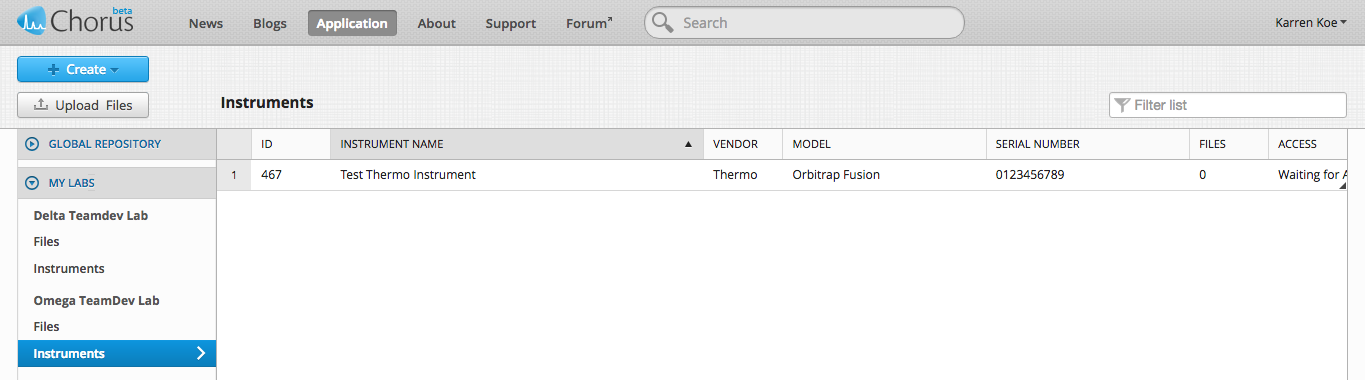 beta
Chorus News Blogs Application About Support Forum Search Karren Koe
Create
Upload Files Instruments Filter list
GLOBAL REPOSITORY ID INSTRUMENT NAME VENDOR MODEL SERIAL NUMBER FILES ACCESS
1 467 Test Thermo Instrument Thermo Orbitrap Fusion 0123456789 0 Waiting for A
MY LABS
Delta Teamdev Lab
Files
Instruments
Omega TeamDev Lab
Files
Instruments